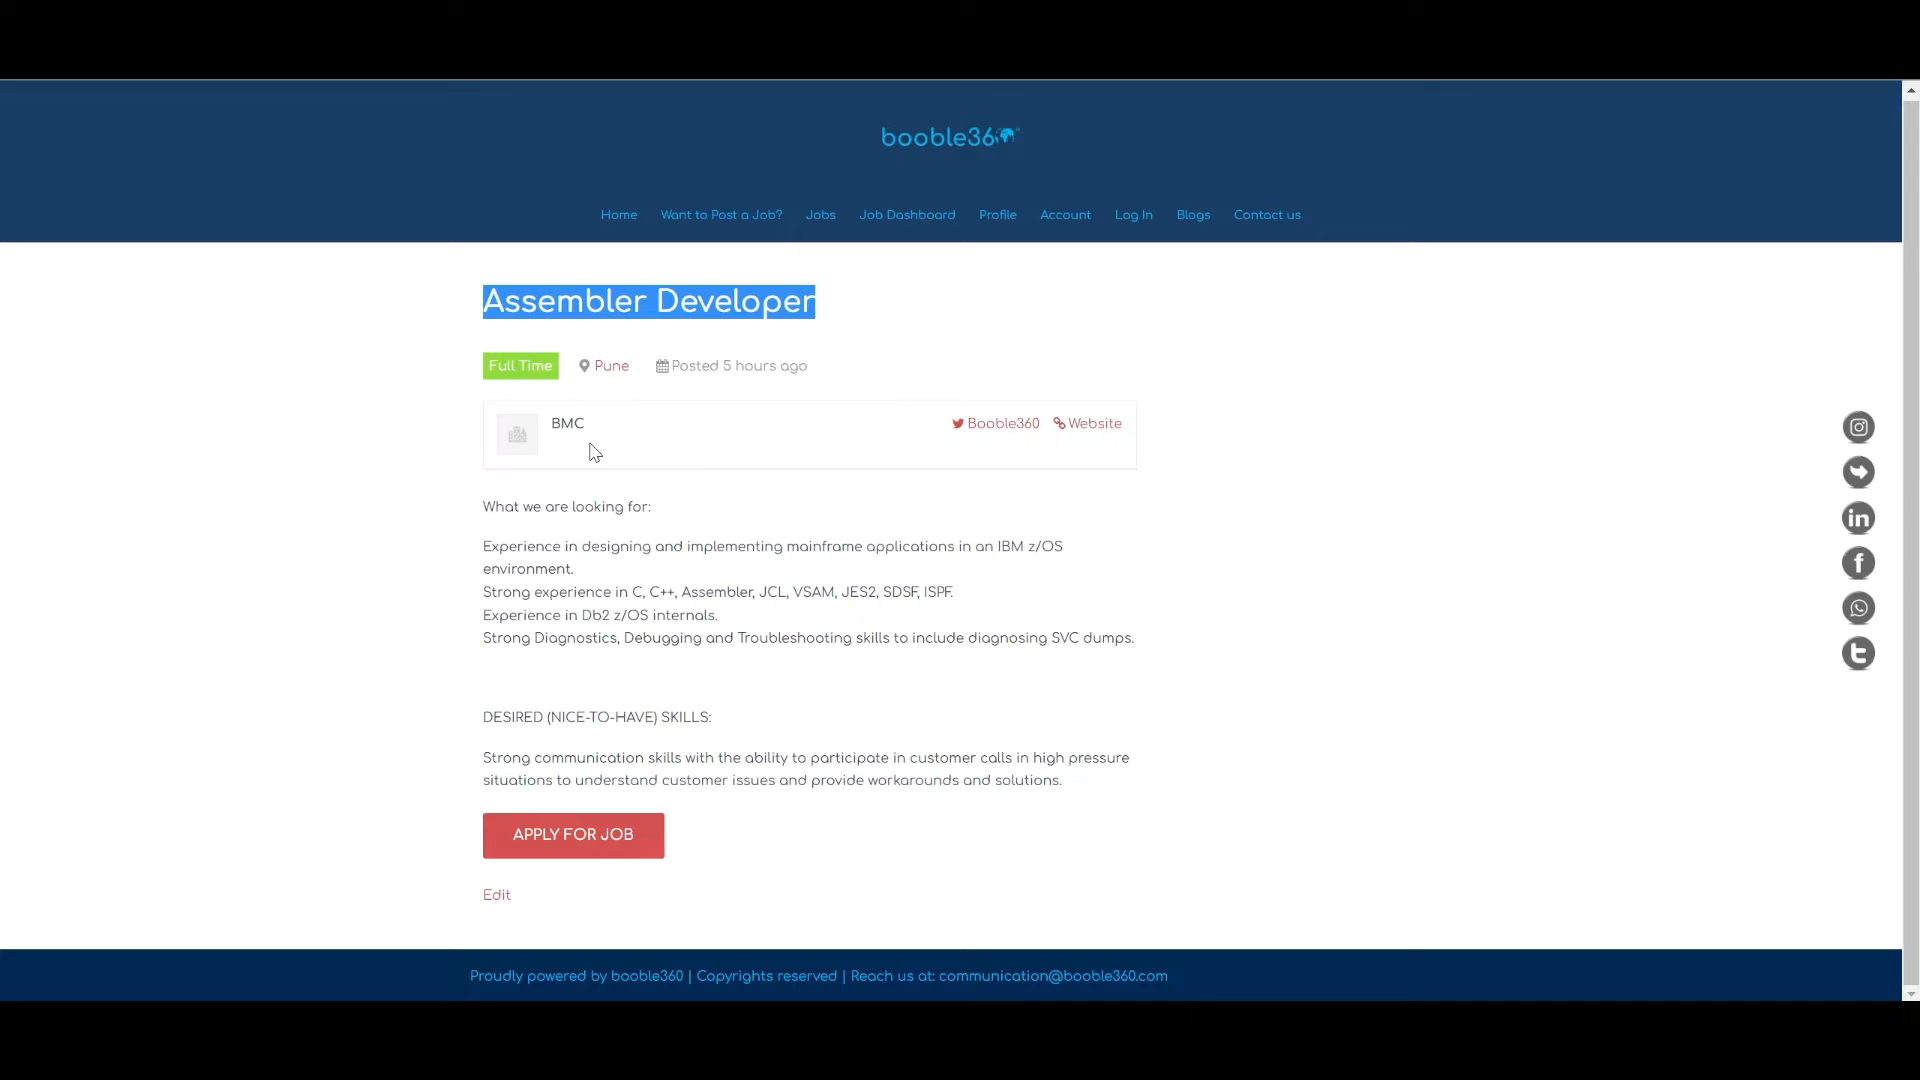 booble360
Home Want to Post a Job? Jobs Job Dashboard Profile Account Log In Blogs Contact us
Assembler Developer
Full Time Pune Posted 5 hours ago
BMC Booble360 Website
What we are looking for:
Experience in designing and implementing mainframe applications in an IBM z/OS
environment.
Strong experience in C, C++, Assembler, JCL, VSAM, JES2, SDSF, ISPF.
Experience in Db2 z/OS internals.
Strong Diagnostics, Debugging and Troubleshooting skills to include diagnosing SVC dumps.
DESIRED (NICE-TO-HAVE) SKILLS:
Strong communication skills with the ability to participate in customer calls in high pressure
situations to understand customer issues and provide workarounds and solutions.
APPLY FOR JOB
Edit
Proudly powered by booble360 | Copyrights reserved | Reach us at: communication@booble360.com